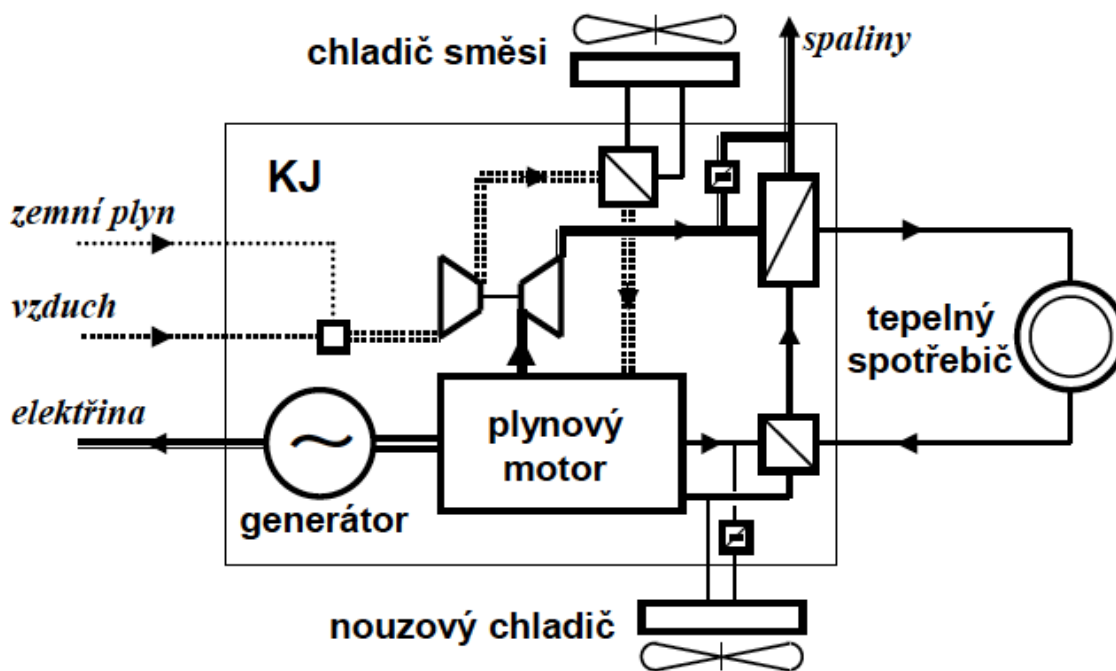 chladič směsi
spaliny
KJ
zemní plyn
vzduch
tepelný
spotřebič
elektřina
plynový
motor
generátor
nouzový chladič